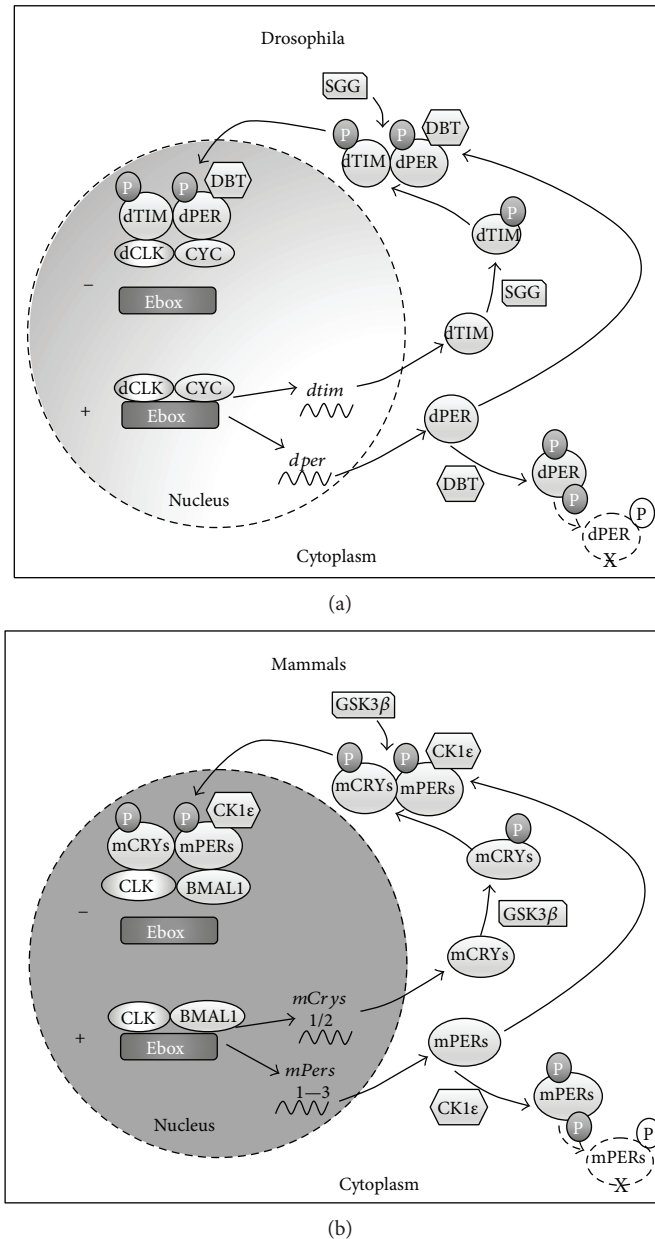 Drosophila
SGG
P
P
DBT
dTIM
dPER
P
P
DBT
dTIM
dPER
dCLK
CYC
P
dTIM
−
Ebox
SGG
dTIM
dCLK
CYC
+
Ebox
dtim
dPER
dper
P
dPER
P
DBT
Nucleus
P
dPER
X
Cytoplasm
(a)
Mammals
GSK3β
P
P
CK1ε
mCRYs
mPERs
P
P
CK1ε
mCRYs
mPERs
P
mCRYs
CLK
BMAL1
−
Ebox
GSK3β
mCRYs
mCrys
1/2
CLK
BMAL1
+
Ebox
mPERs
mPers
1—3
P
mPERs
P
CK1ε
Nucleus
P
mPERs
X
Cytoplasm
(b)